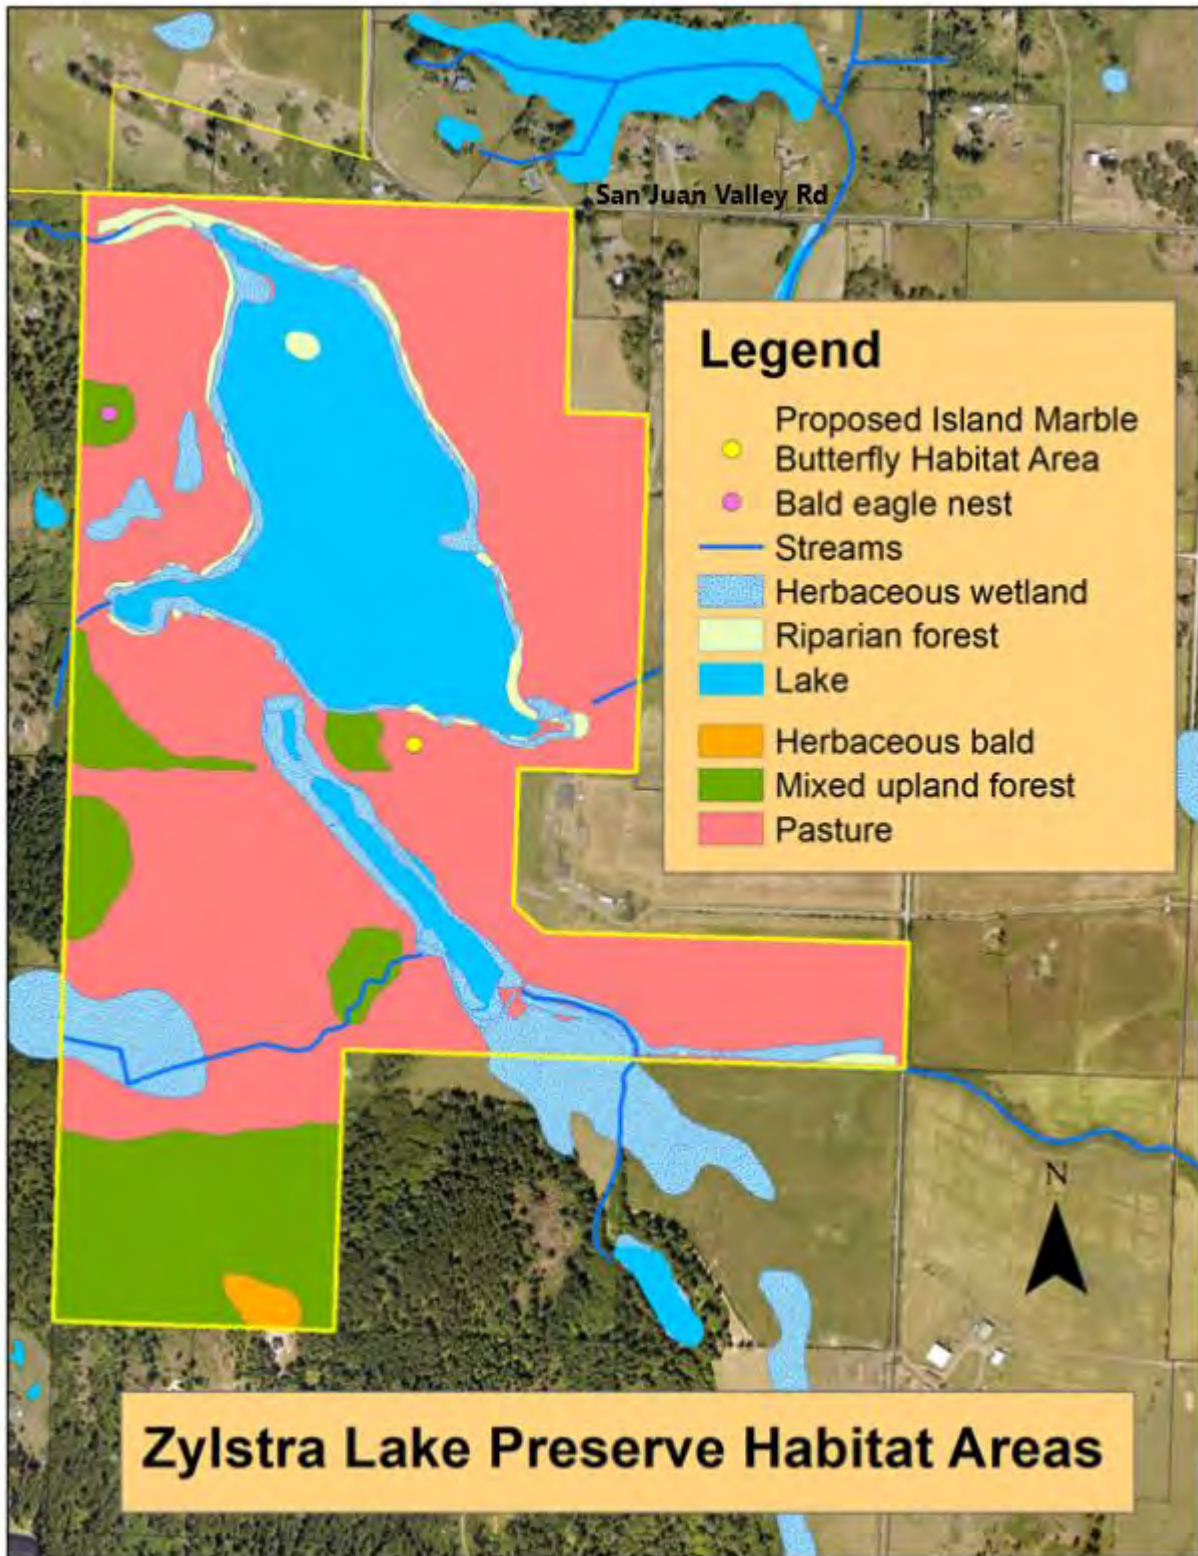 San Juan Valley Rd
Legend
Proposed Island Marble
Butterfly Habitat Area
Bald eagle nest
Streams
Herbaceous wetland
Riparian forest
Lake
Herbaceous bald
Mixed upland forest
Pasture
N
Zylstra Lake Preserve Habitat Areas